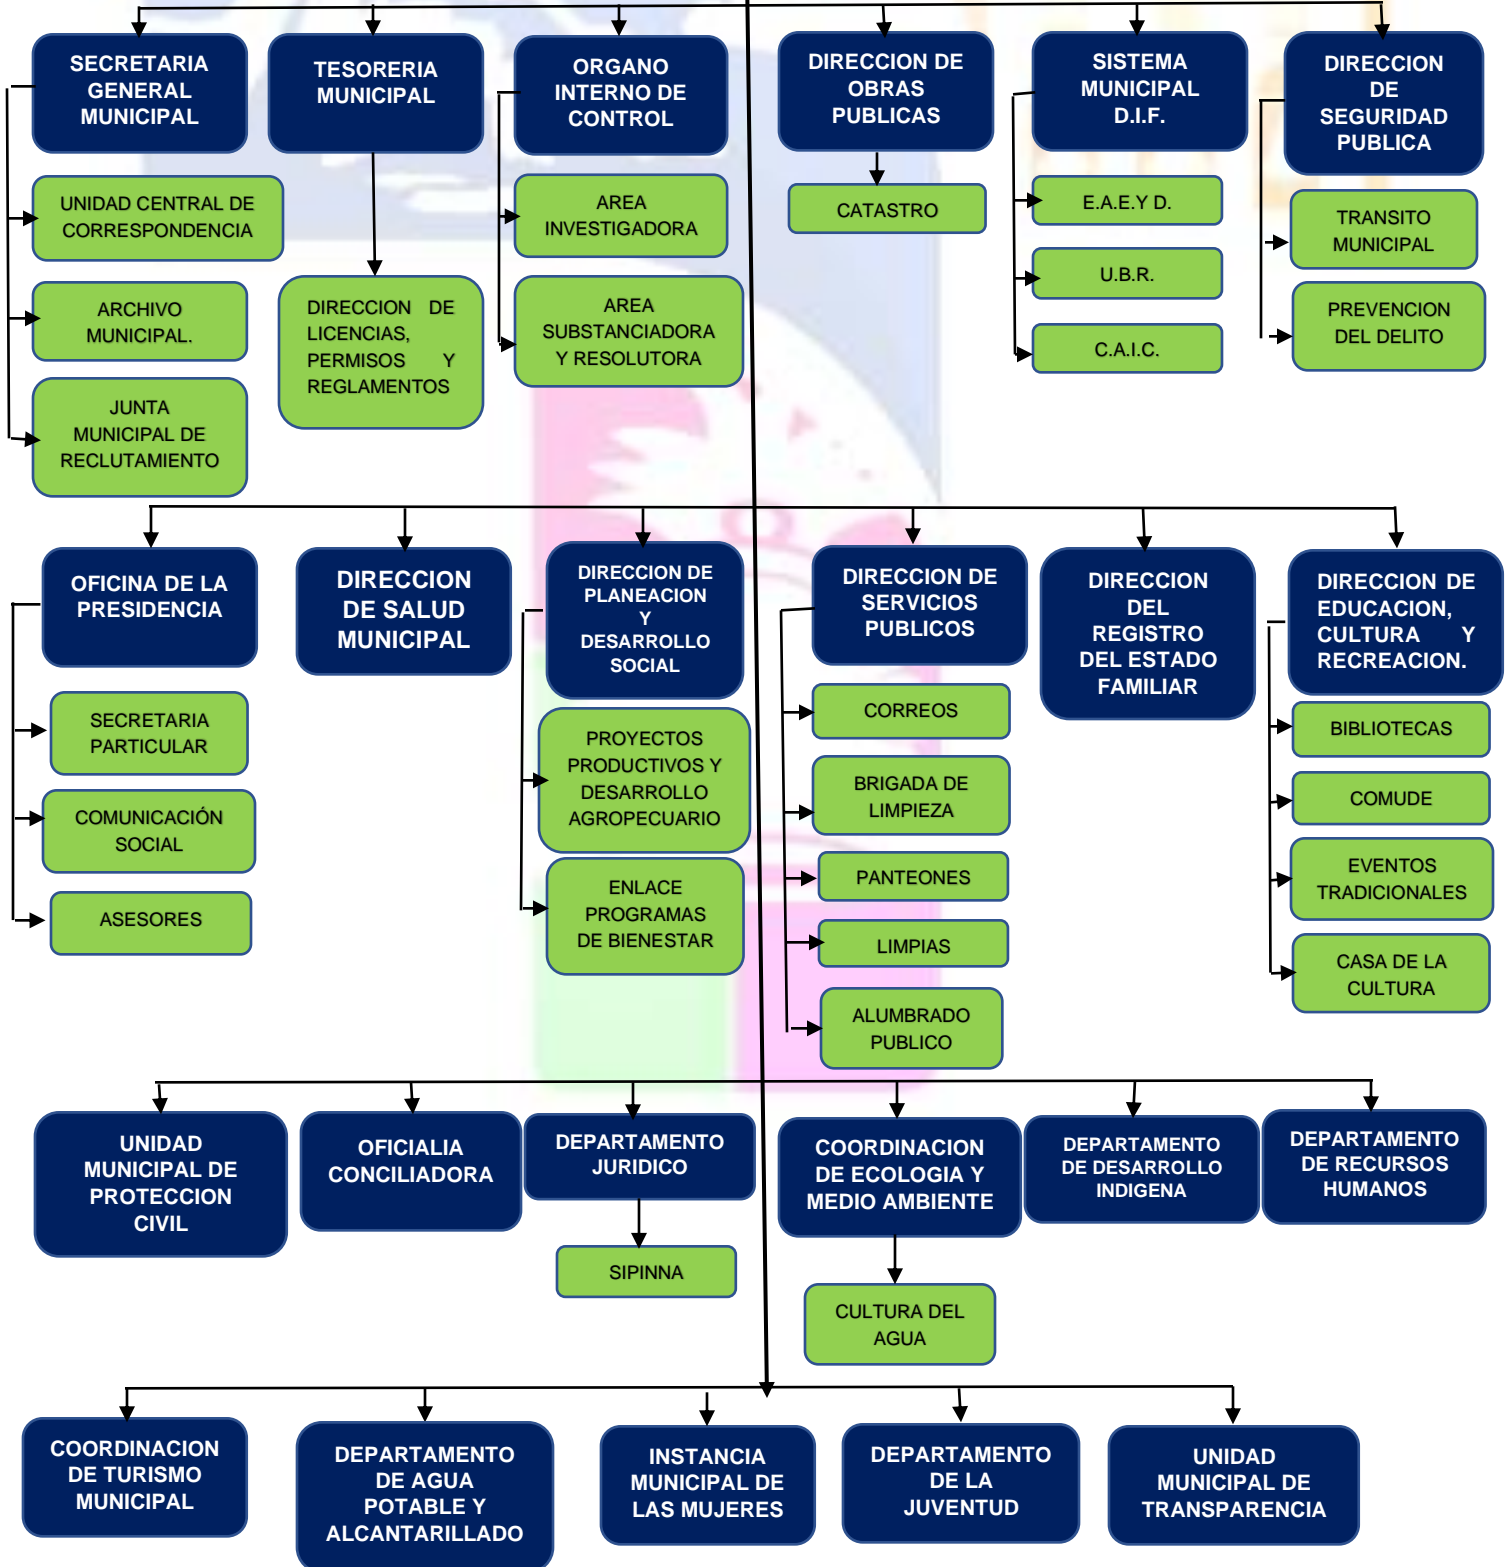 SECRETARIA
GENERAL
MUNICIPAL
TESORERIA
MUNICIPAL
ORGANO
INTERNO DE
CONTROL
DIRECCION DE
OBRAS
PUBLICAS
SISTEMA
MUNICIPAL
D.I.F.
DIRECCION
DE
SEGURIDAD
PUBLICA
UNIDAD CENTRAL DE
CORRESPONDENCIA
ARCHIVO
MUNICIPAL.
JUNTA
MUNICIPAL DE
RECLUTAMIENTO
DIRECCION DE
LICENCIAS,
PERMISOS Y
REGLAMENTOS
AREA
INVESTIGADORA
AREA
SUBSTANCIADORA
Y RESOLUTORA
CATASTRO
E.A.E.Y D.
U.B.R.
C.A.I.C.
TRANSITO
MUNICIPAL
PREVENCION
DEL DELITO
OFICINA DE LA
PRESIDENCIA
DIRECCION
DE SALUD
MUNICIPAL
DIRECCION DE
PLANEACION
Y
DESARROLLO
SOCIAL
DIRECCION DE
SERVICIOS
PUBLICOS
DIRECCION
DEL
REGISTRO
DEL ESTADO
FAMILIAR
DIRECCION DE
EDUCACION,
CULTURA Y
RECREACION.
SECRETARIA
PARTICULAR
COMUNICACIÓN
SOCIAL
ASESORES
PROYECTOS
PRODUCTIVOS Y
DESARROLLO
AGROPECUARIO
ENLACE
PROGRAMAS
DE BIENESTAR
CORREOS
BRIGADA DE
LIMPIEZA
PANTEONES
LIMPIAS
ALUMBRADO
PUBLICO
BIBLIOTECAS
COMUDE
EVENTOS
TRADICIONALES
CASA DE LA
CULTURA
UNIDAD
MUNICIPAL DE
PROTECCION
CIVIL
OFICIALIA
CONCILIADORA
DEPARTAMENTO
JURIDICO
COORDINACION
DE ECOLOGIA Y
MEDIO AMBIENTE
DEPARTAMENTO
DE DESARROLLO
INDIGENA
DEPARTAMENTO
DE RECURSOS
HUMANOS
SIPINNA
CULTURA DEL
AGUA
COORDINACION
DE TURISMO
MUNICIPAL
DEPARTAMENTO
DE AGUA
POTABLE Y
ALCANTARILLADO
INSTANCIA
MUNICIPAL DE
LAS MUJERES
DEPARTAMENTO
DE LA
JUVENTUD
UNIDAD
MUNICIPAL DE
TRANSPARENCIA